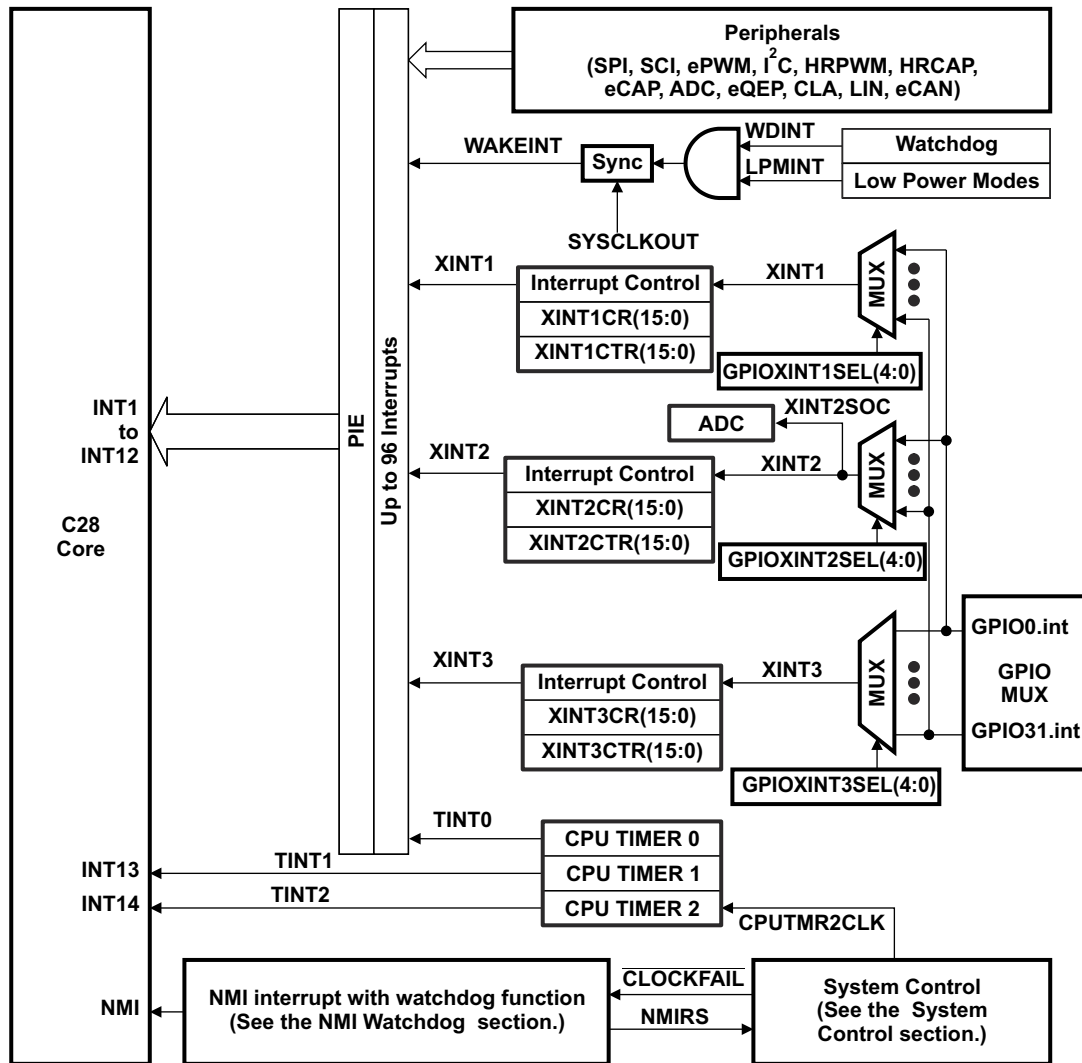 Peripherals
(SPI, SCI, ePWM, I2C, HRPWM, HRCAP,
eCAP, ADC, eQEP, CLA, LIN, eCAN)
WDINT
Watchdog
WAKEINT
Sync
LPMINT
Low Power Modes
SYSCLKOUT
XINT1
Interrupt Control
XINT1CR(15:0)
XINT1CTR(15:0)
XINT1
MUX
GPIOXINT1SEL(4:0)
INT1
to
INT12
C28
Core
PIE
Up to 96 Interrupts
ADC
XINT2SOC
XINT2
Interrupt Control
XINT2CR(15:0)
XINT2CTR(15:0)
XINT2
MUX
GPIOXINT2SEL(4:0)
GPIO0.int
GPIO
MUX
GPIO31.int
XINT3
Interrupt Control
XINT3CR(15:0)
XINT3CTR(15:0)
XINT3
MUX
GPIOXINT3SEL(4:0)
TINT0
CPU TIMER 0
INT13
TINT1
CPU TIMER 1
INT14
TINT2
CPU TIMER 2
CPUTMR2CLK
NMI
NMI interrupt with watchdog function
(See the NMI Watchdog section.)
CLOCKFAIL
NMIRS
System Control
(See the System
Control section.)